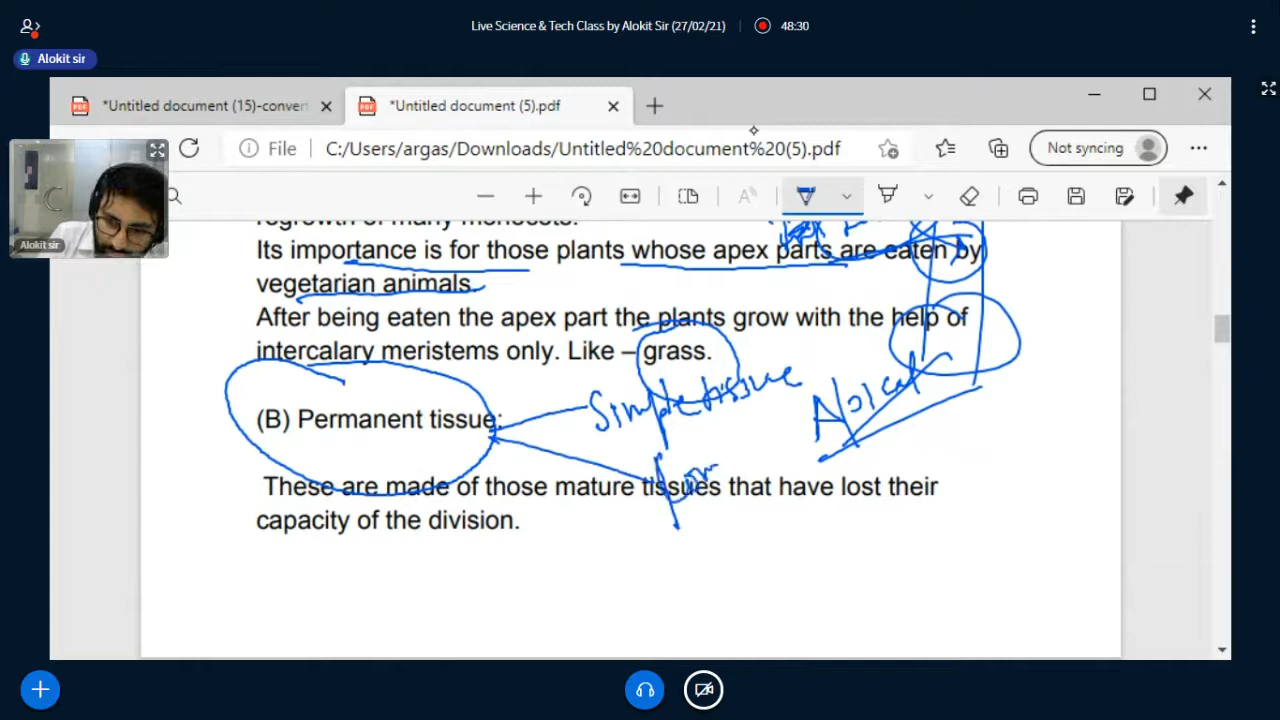 Live Science & Tech Class by Alokit Sir (27/02/21)
48:30
Alokit sir
*Untitled document (15)-convert
*Untitled document (5).pdf
File
C:/Users/argas/Downloads/Untitled%20document%20(5).pdf
Not syncing
Alokit sir
regrowth of many monocots.
Its importance is for those plants whose apex parts are eaten by
vegetarian animals.
After being eaten the apex part the plants grow with the help of
intercalary meristems only. Like – grass.
Simple tissue
(B) Permanent tissue:
These are made of those mature tissues that have lost their
capacity of the division.